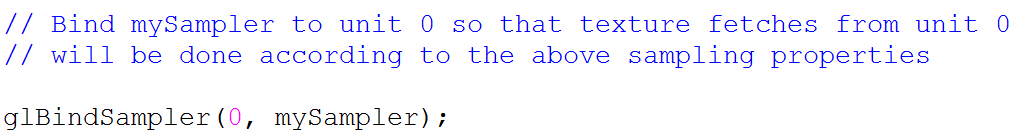 // Bind mySampler to unit 0 so that texture fetches from unit 0
// will be done according to the above sampling properties
glBindSampler(0, mySampler);